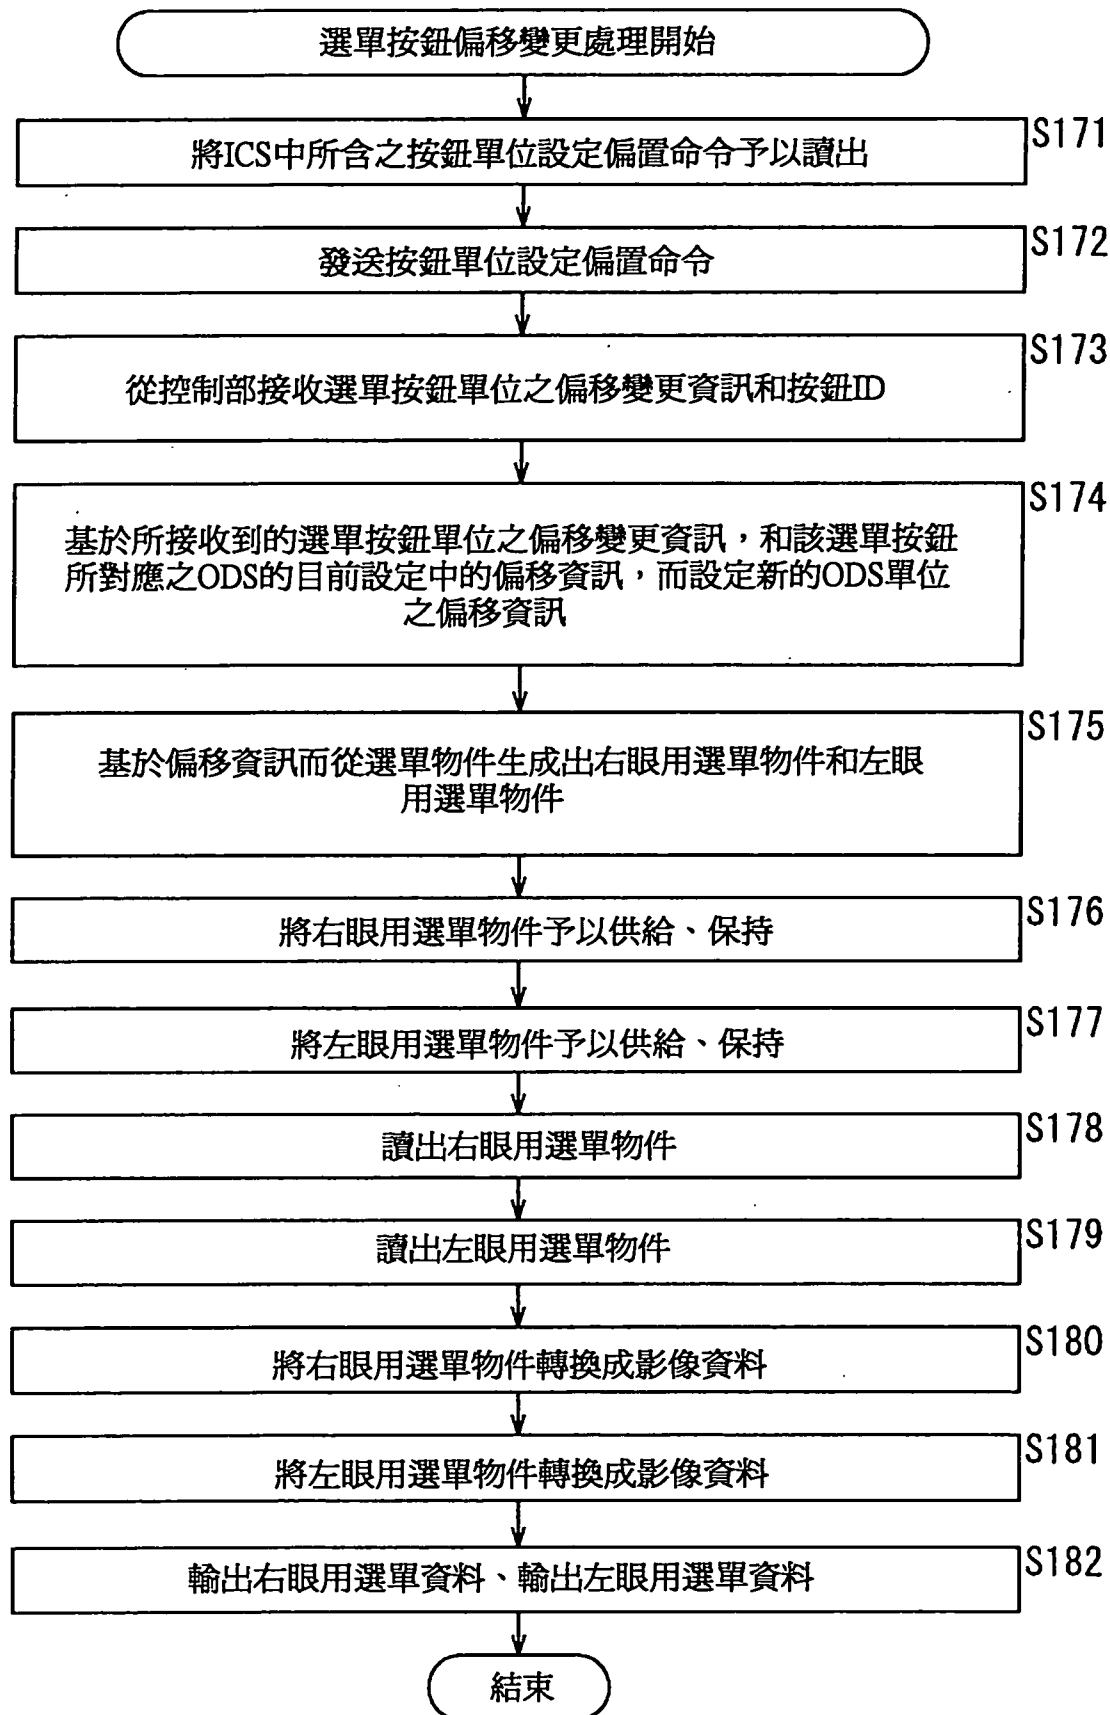 選單按鈕偏移變更處理開始
S171
將ICS中所含之按鈕單位設定偏置命令予以讀出
S172
發送按鈕單位設定偏置命令
S173
從控制部接收選單按鈕單位之偏移變更資訊和按鈕ID
S174
基於所接收到的選單按鈕單位之偏移變更資訊，和該選單按鈕
所對應之ODS的目前設定中的偏移資訊，而設定新的ODS單位
之偏移資訊
S175
基於偏移資訊而從選單物件生成出右眼用選單物件和左眼
用選單物件
S176
將右眼用選單物件予以供給、保持
S177
將左眼用選單物件予以供給、保持
S178
讀出右眼用選單物件
S179
讀出左眼用選單物件
S180
將右眼用選單物件轉換成影像資料
S181
將左眼用選單物件轉換成影像資料
S182
輸出右眼用選單資料、輸出左眼用選單資料
結束